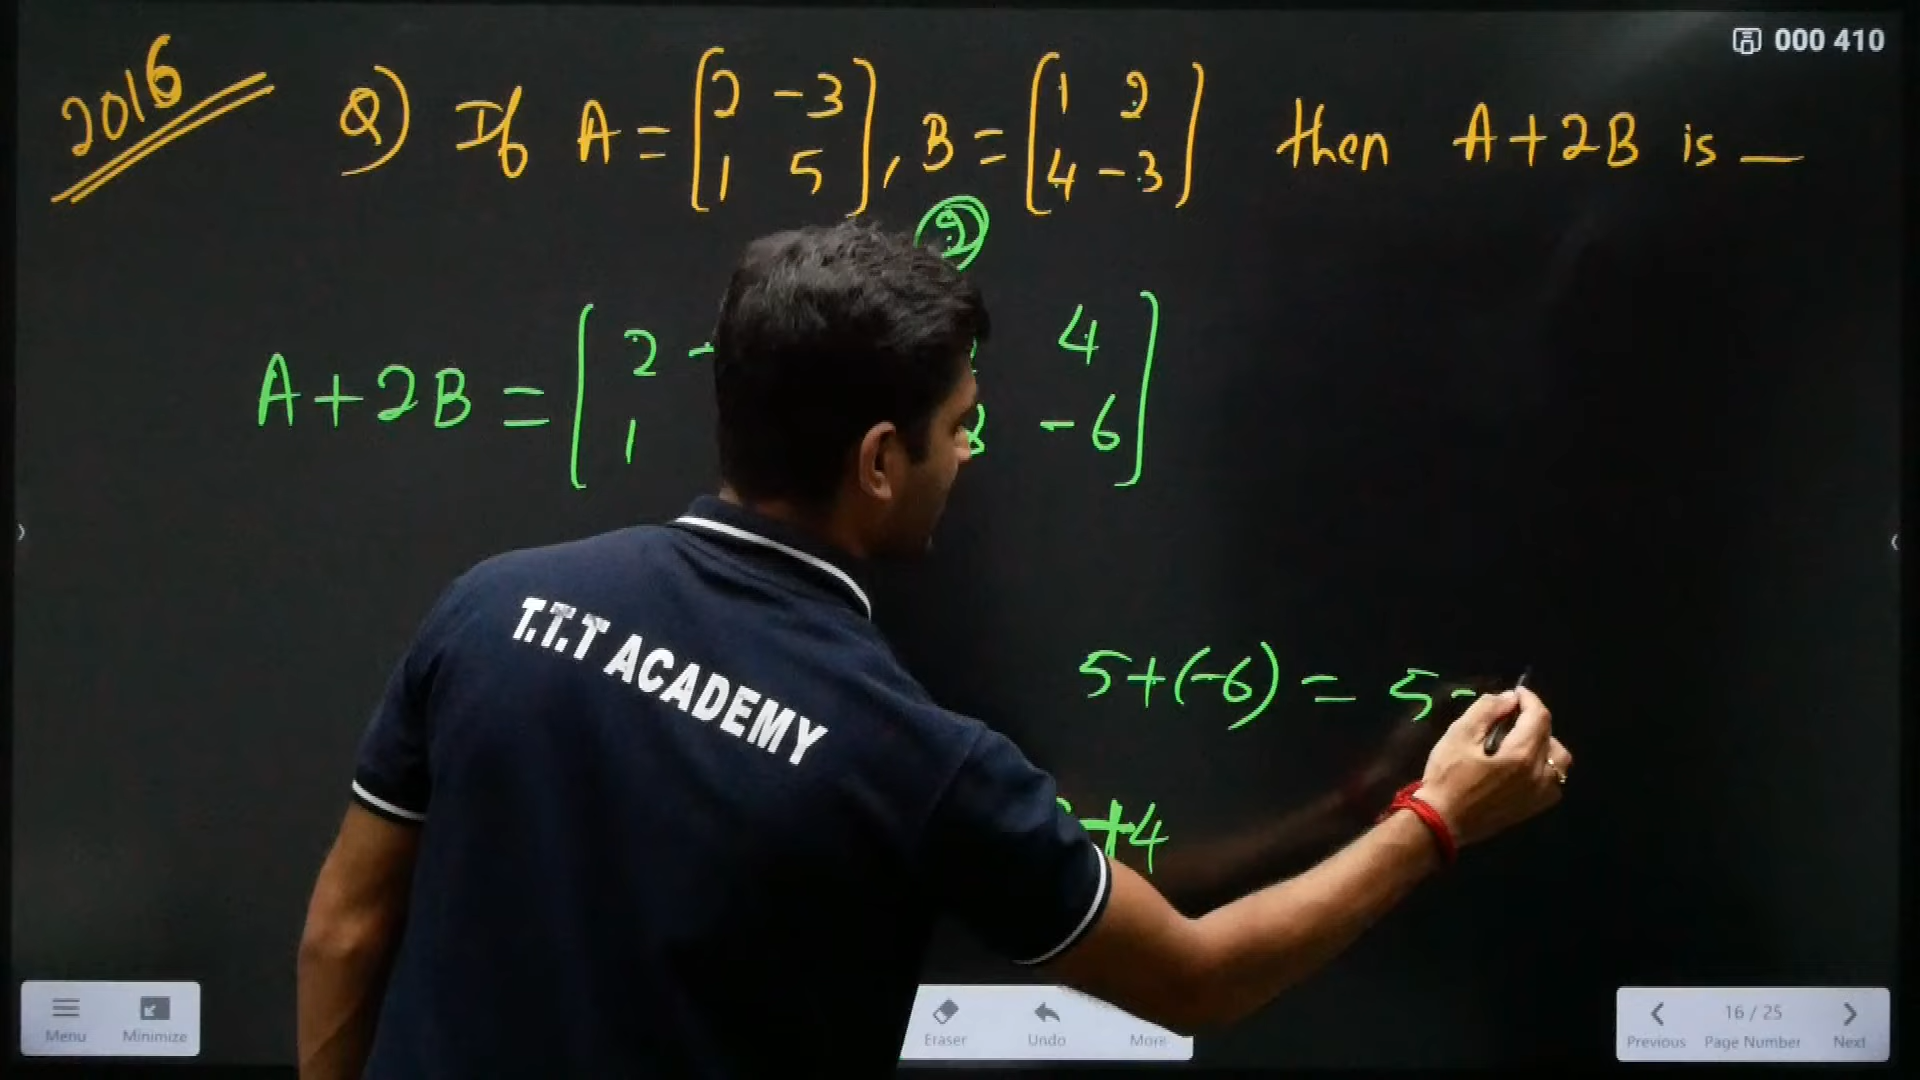 000 410
2016 Q) If A = [2 -3 1 5], B = [1 2 4 -3] then A+2B is —
2
A+2B = [2 - 4
1 8 -6]
5+(-6) = 5-
+4
T.T.T ACADEMY
Menu Minimize Eraser Undo More
16 / 25
Previous Page Number Next